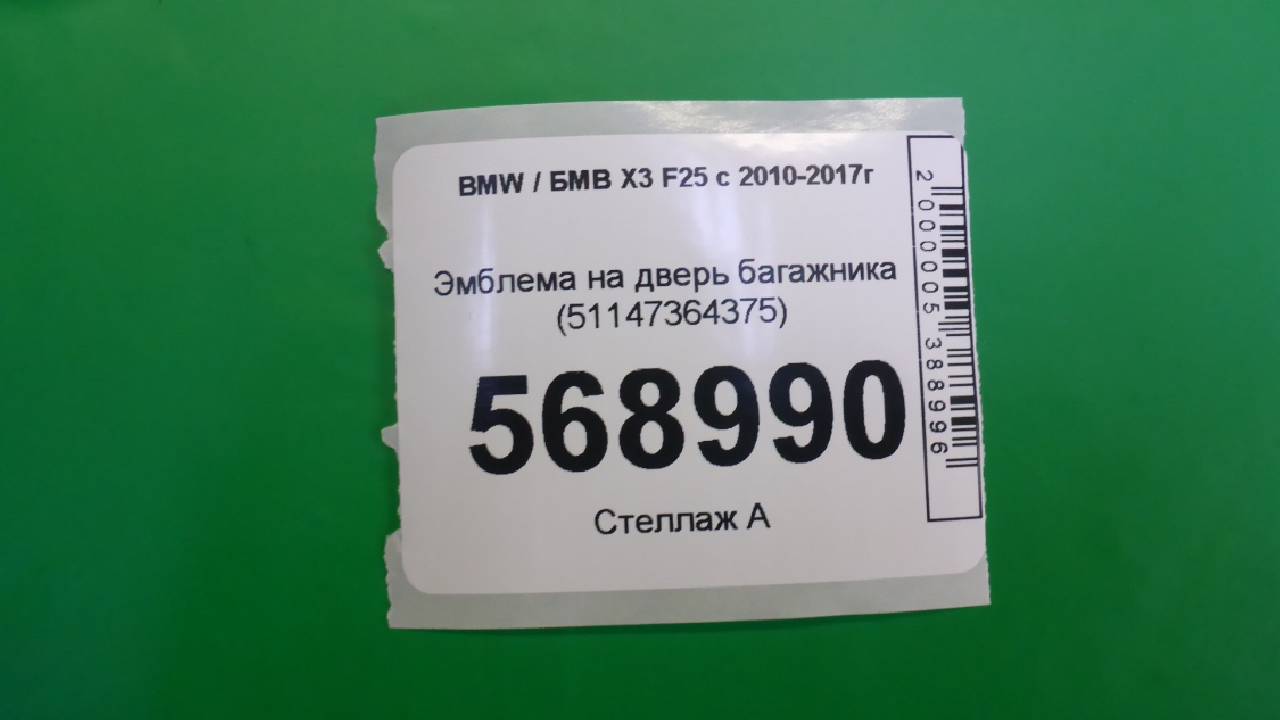 BMW / БМВ X3 F25 с 2010-2017г
Эмблема на дверь багажника
(51147364375)
568990
Стеллаж А
2000005388996